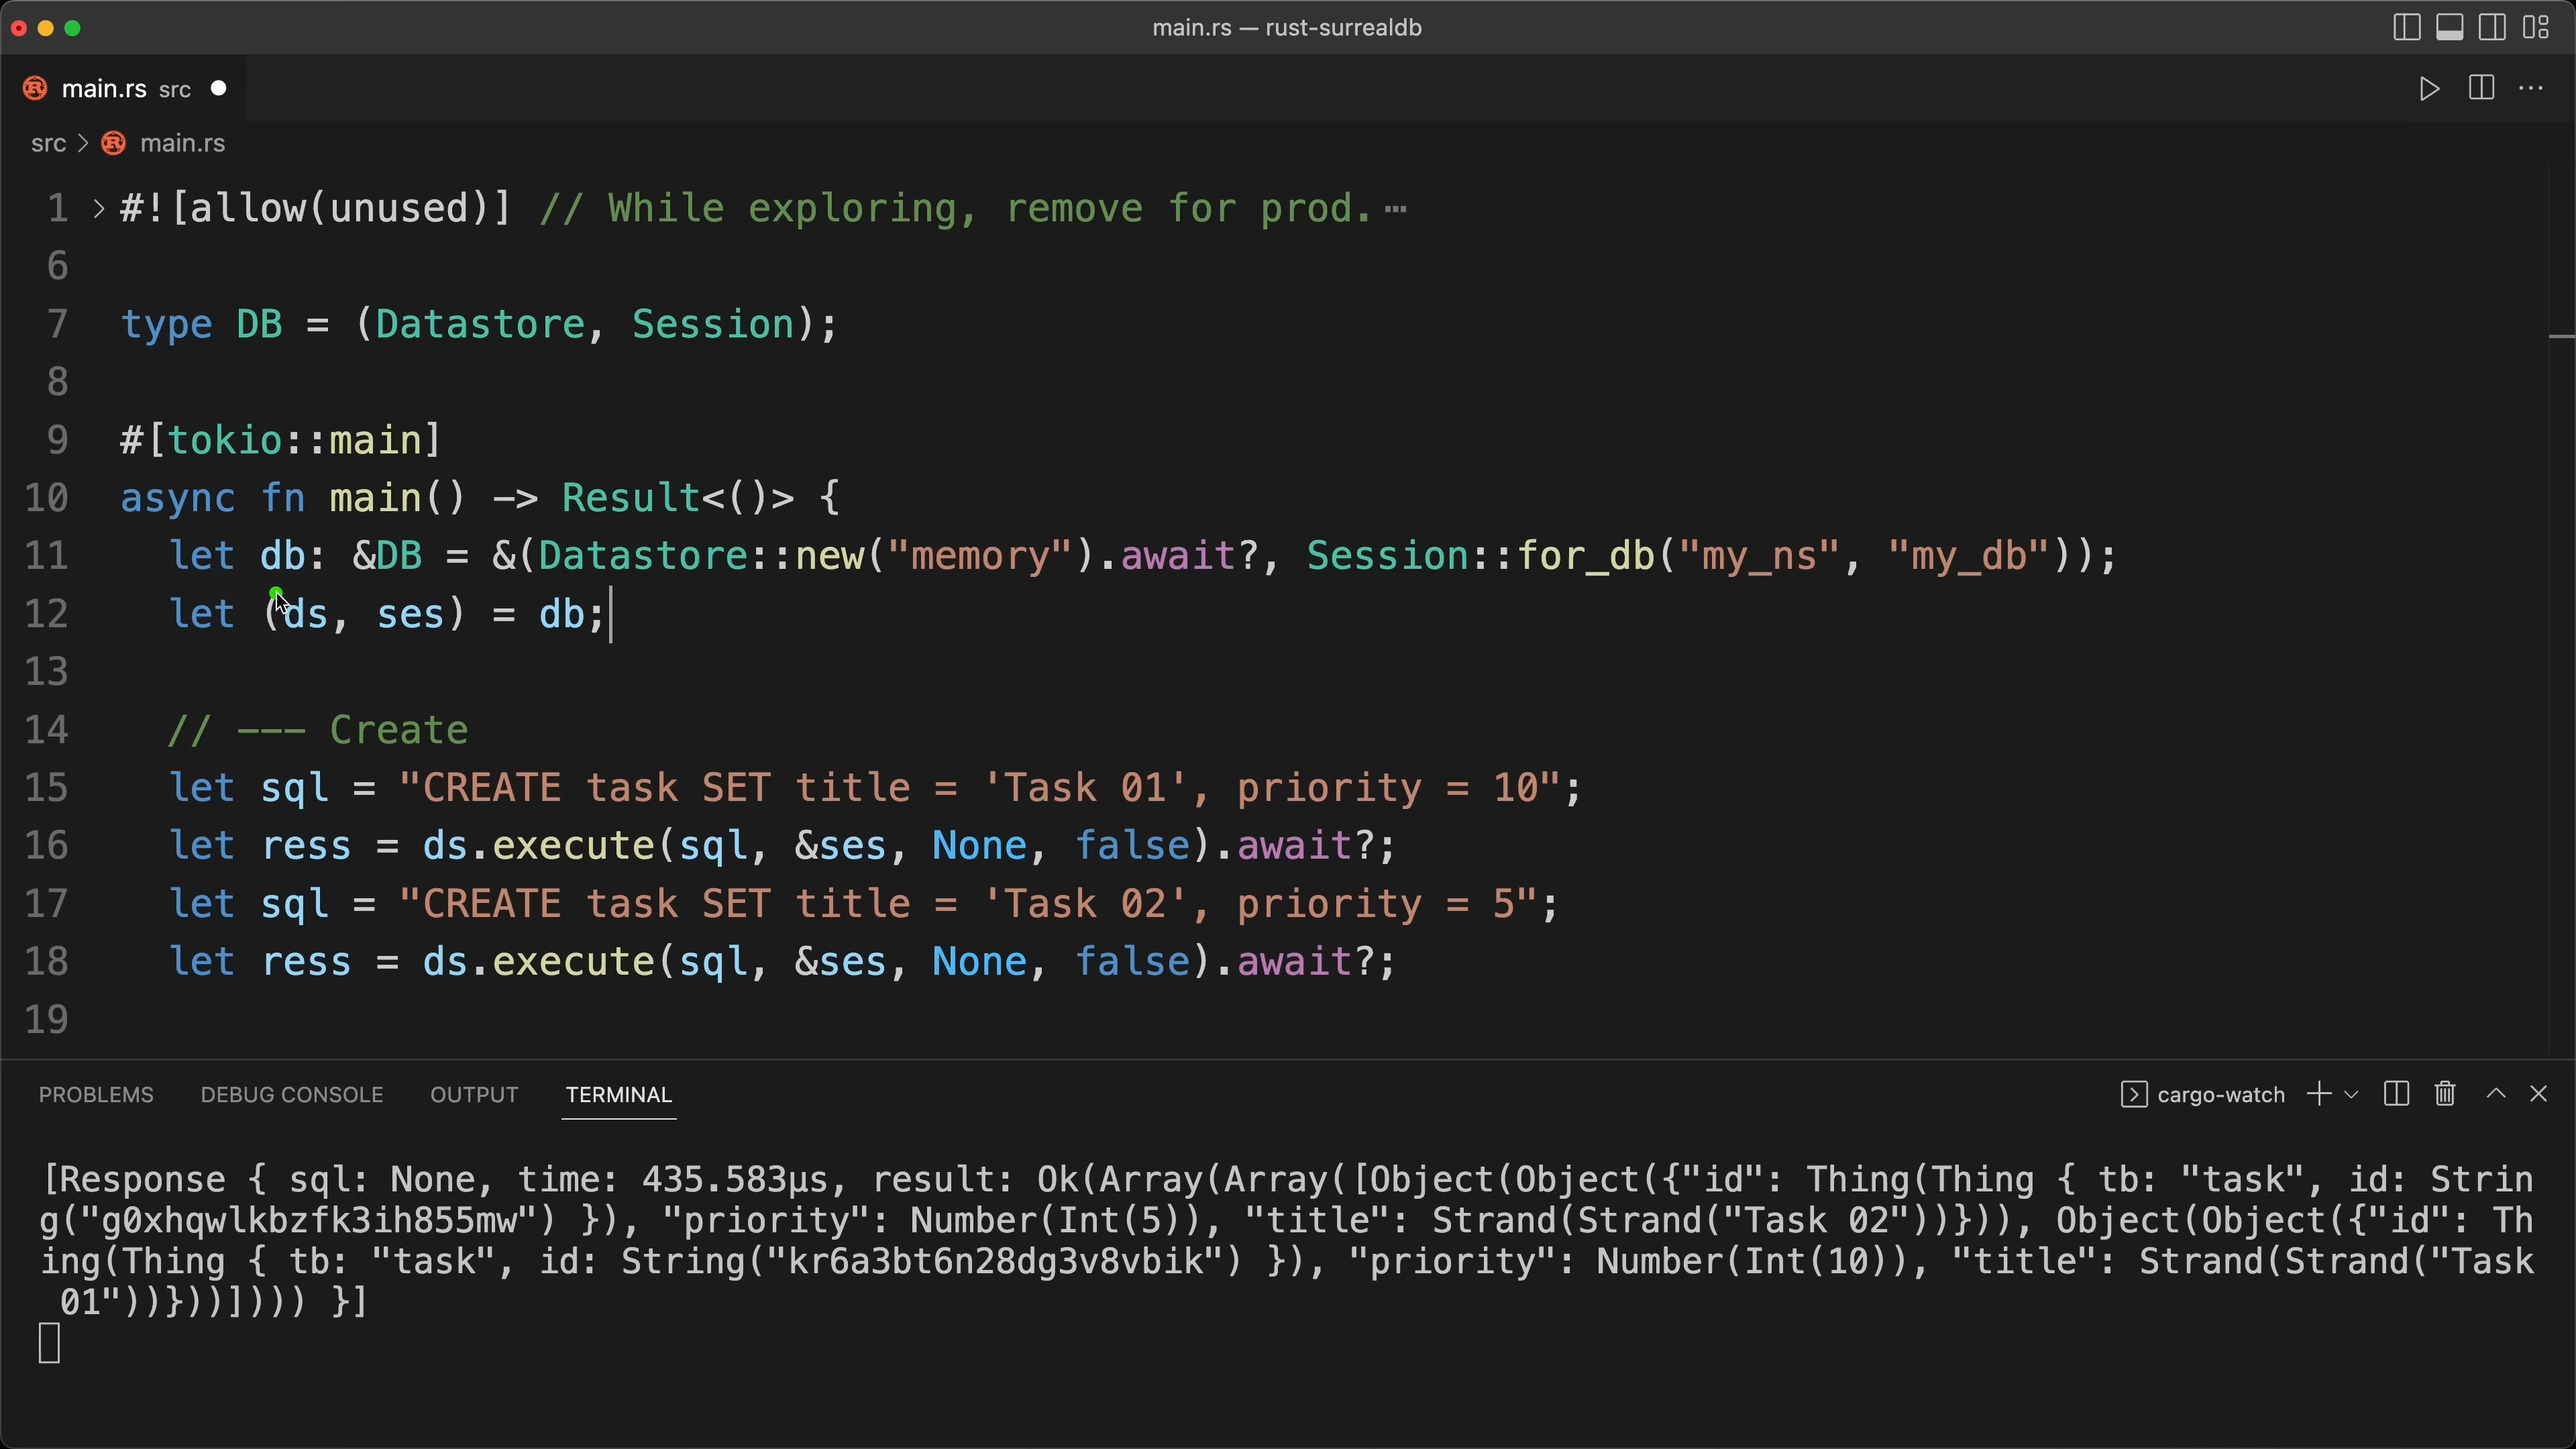 main.rs — rust-surrealdb
main.rs src
src > main.rs
1 > #![allow(unused)] // While exploring, remove for prod. ⋯
6
7 type DB = (Datastore, Session);
8
9 #[tokio::main]
10 async fn main() -> Result<()> {
11 let db: &DB = &(Datastore::new("memory").await?, Session::for_db("my_ns", "my_db"));
12 let (ds, ses) = db;
13
14 // --- Create
15 let sql = "CREATE task SET title = 'Task 01', priority = 10";
16 let ress = ds.execute(sql, &ses, None, false).await?;
17 let sql = "CREATE task SET title = 'Task 02', priority = 5";
18 let ress = ds.execute(sql, &ses, None, false).await?;
19
PROBLEMS DEBUG CONSOLE OUTPUT TERMINAL cargo-watch
[Response { sql: None, time: 435.583µs, result: Ok(Array(Array([Object(Object({"id": Thing(Thing { tb: "task", id: Strin
g("g0xhqwlkbzfk3ih855mw") }), "priority": Number(Int(5)), "title": Strand(Strand("Task 02"))})), Object(Object({"id": Th
ing(Thing { tb: "task", id: String("kr6a3bt6n28dg3v8vbik") }), "priority": Number(Int(10)), "title": Strand(Strand("Task
 01"))}))]))) }]